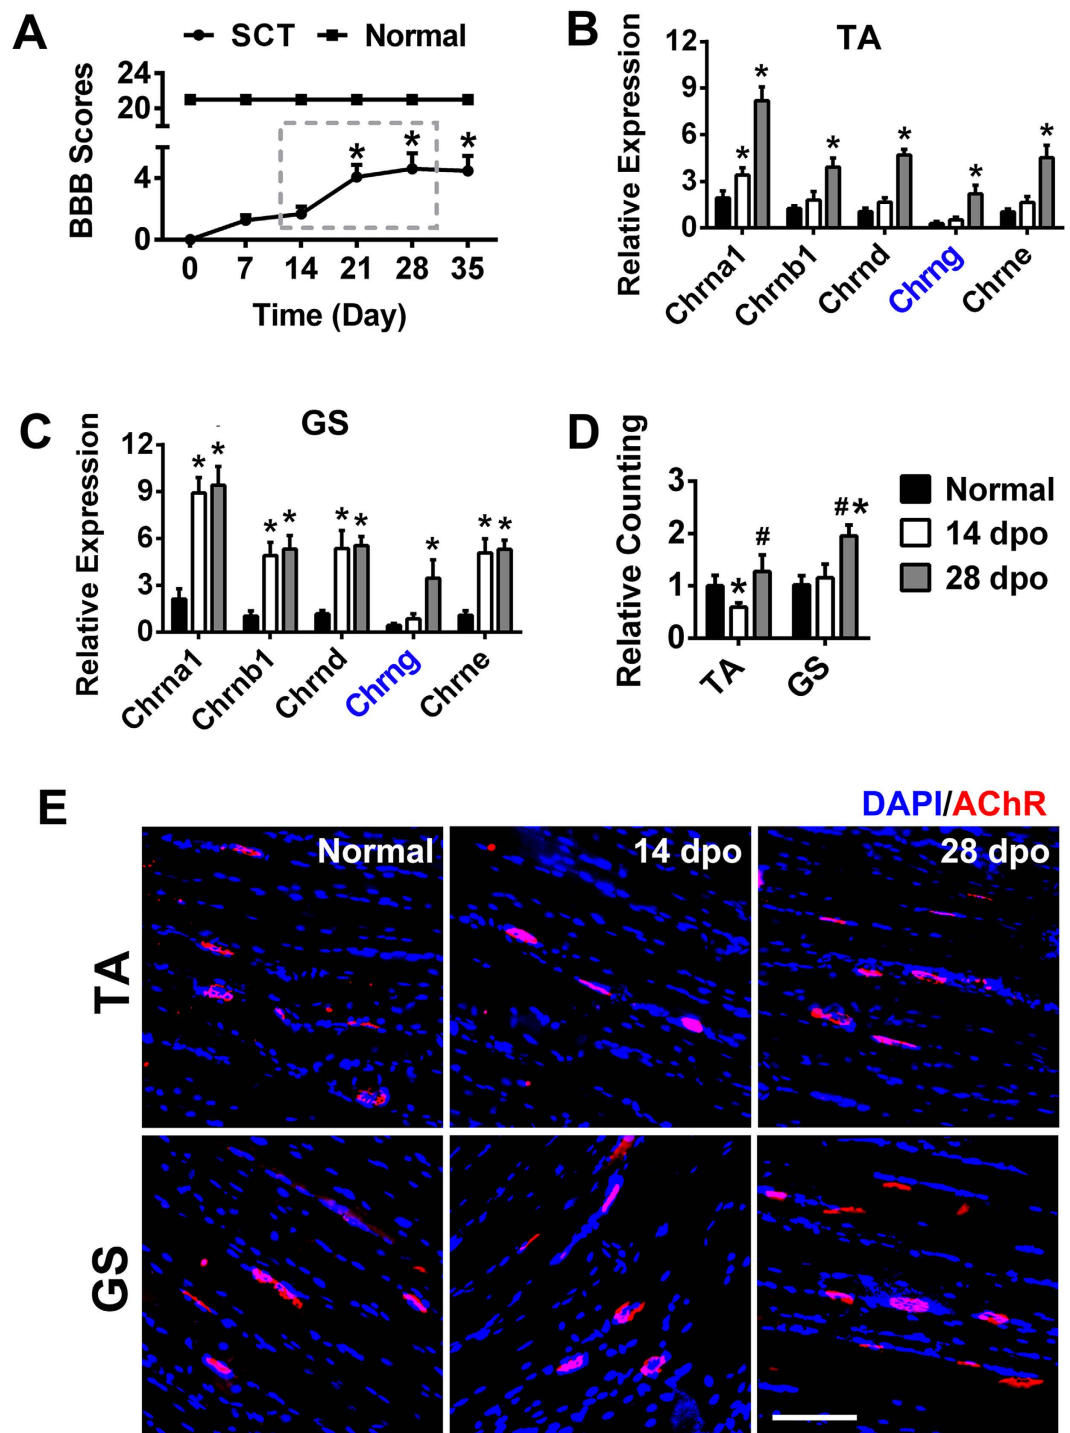 A
SCT Normal
BBB Scores
24
20
4
0
* * *
0 7 14 21 28 35
Time (Day)
B
TA
Relative Expression
12
9
6
3
0
* * * * * *
Chrna1 Chrnb1 Chrnd Chrng Chrne
C
GS
Relative Expression
12
9
6
3
0
* * * * * * * * *
Chrna1 Chrnb1 Chrnd Chrng Chrne
D
Relative Counting
3
2
1
0
* # #*
TA GS
Normal
14 dpo
28 dpo
E
DAPI/AChR
Normal 14 dpo 28 dpo
TA
GS